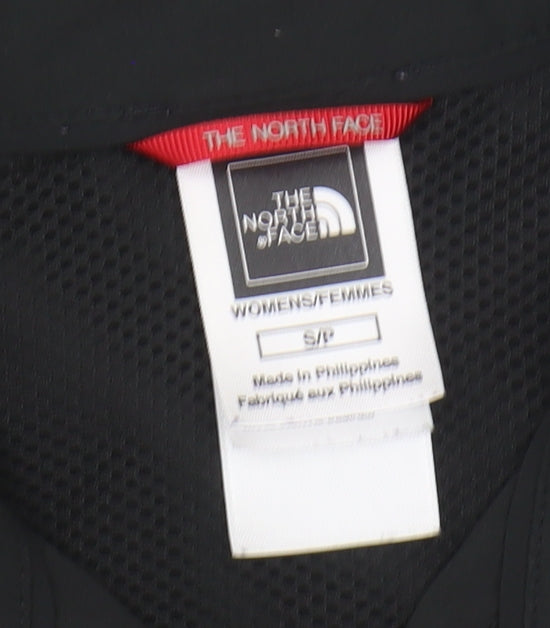 THE NORTH FACE
THE
NORTH
FACE
WOMENS/FEMMES
S/P
Made in Philippines
Fabriqué aux Philippines